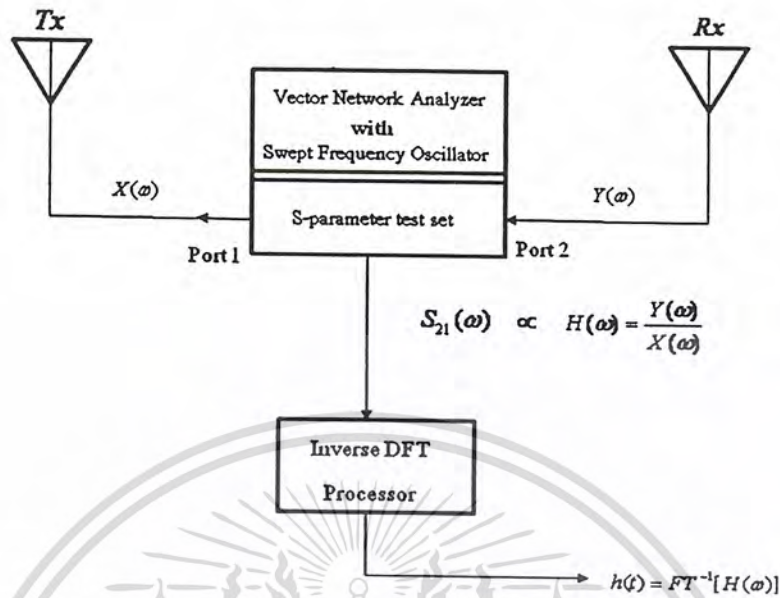 Tx
Rx
Vector Network Analyzer
with
Swept Frequency Oscillator
X(ω)
Y(ω)
S-parameter test set
Port 1
Port 2
S₂₁(ω) ∝ H(ω) = Y(ω) / X(ω)
Inverse DFT
Processor
h(t) = FT⁻¹[H(ω)]